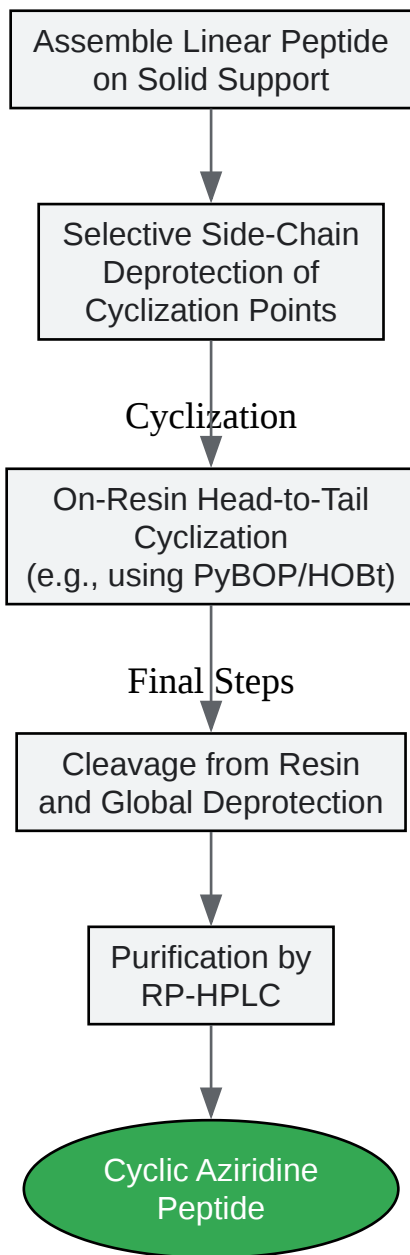 Assemble Linear Peptide
on Solid Support
Selective Side-Chain
Deprotection of
Cyclization Points
Cyclization
On-Resin Head-to-Tail
Cyclization
(e.g., using PyBOP/HOBt)
Final Steps
Cleavage from Resin
and Global Deprotection
Purification by
RP-HPLC
Cyclic Aziridine
Peptide